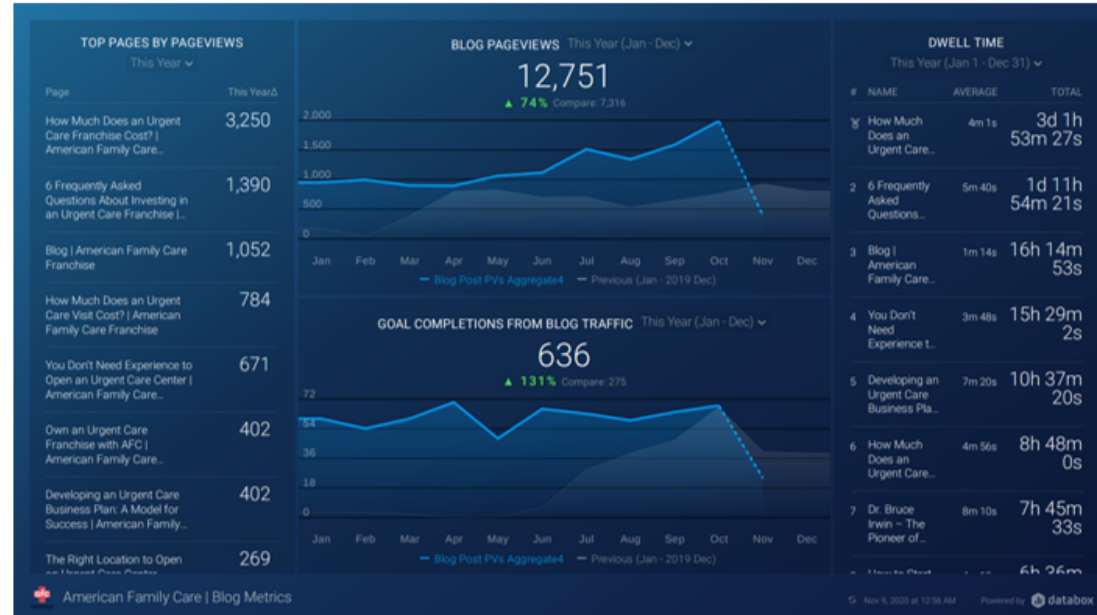 TOP PAGES BY PAGEVIEWS
This Year
Page This YearΔ
How Much Does an Urgent
Care Franchise Cost? |
American Family Care...
3,250
6 Frequently Asked
Questions About Investing in
an Urgent Care Franchise |...
1,390
Blog | American Family Care
Franchise
1,052
How Much Does an Urgent
Care Visit Cost? | American
Family Care Franchise
784
You Don't Need Experience to
Open an Urgent Care Center |
American Family Care...
671
Own an Urgent Care
Franchise with AFC |
American Family Care...
402
Developing an Urgent Care
Business Plan: A Model for
Success | American Family...
402
The Right Location to Open
an Urgent Care Center
269
BLOG PAGEVIEWS This Year (Jan - Dec)
12,751
▲ 74% Compare: 7,316
2,000
1,500
1,000
500
0
Jan Feb Mar Apr May Jun Jul Aug Sep Oct Nov Dec
Blog Post PVs Aggregate4 Previous (Jan - 2019 Dec)
GOAL COMPLETIONS FROM BLOG TRAFFIC This Year (Jan - Dec)
636
▲ 131% Compare: 275
72
54
36
18
0
Jan Feb Mar Apr May Jun Jul Aug Sep Oct Nov Dec
Blog Post PVs Aggregate4 Previous (Jan - 2019 Dec)
DWELL TIME
This Year (Jan 1 - Dec 31)
# NAME AVERAGE TOTAL
How Much
Does an
Urgent Care...
4m 1s
3d 1h
53m 27s
2 6 Frequently
Asked
Questions...
5m 40s
1d 11h
54m 21s
3 Blog |
American
Family Care...
1m 14s
16h 14m
53s
4 You Don't
Need
Experience t...
3m 48s
15h 29m
2s
5 Developing an
Urgent Care
Business Pla...
7m 20s
10h 37m
20s
6 How Much
Does an
Urgent Care...
4m 56s
8h 48m
0s
7 Dr. Bruce
Irwin – The
Pioneer of...
8m 10s
7h 45m
33s
How to Start
6h 36m
afc
American Family Care | Blog Metrics
Nov 9, 2020 at 12:58 AM Powered by databox